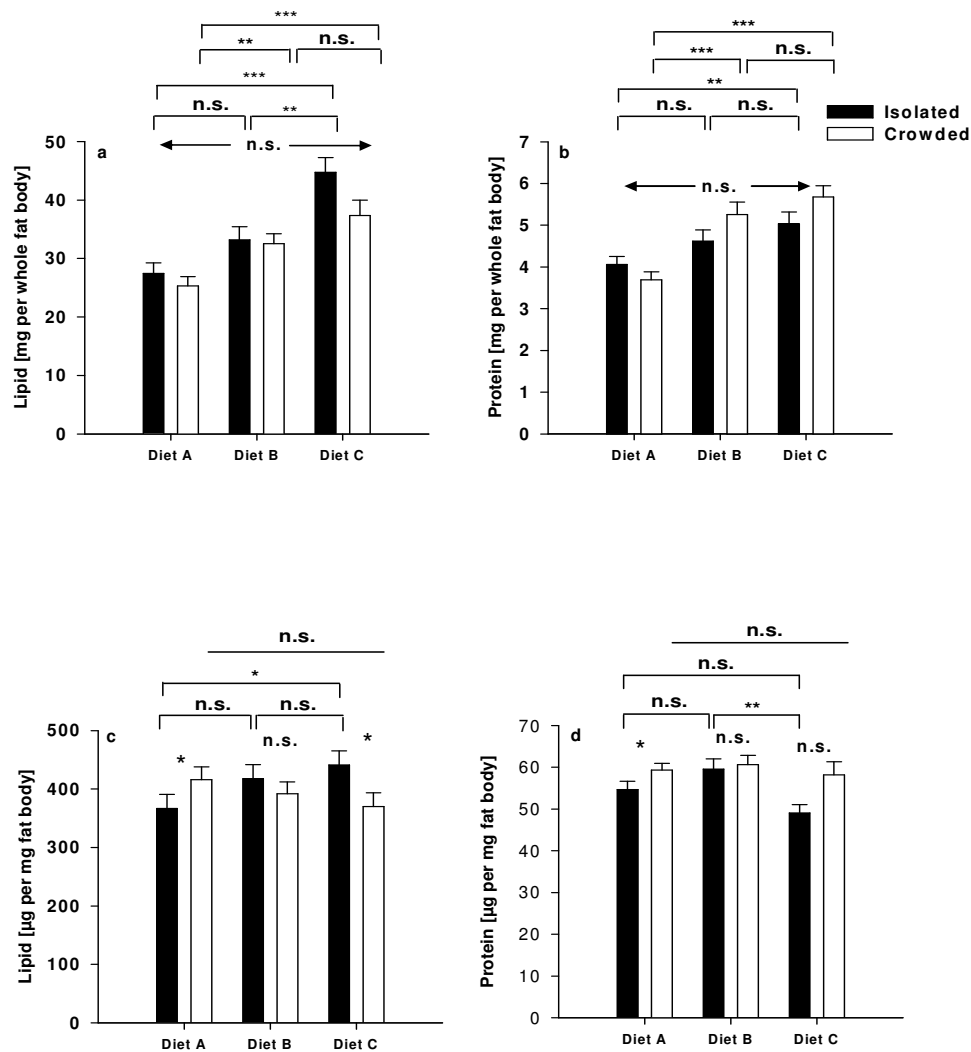 ***
** n.s.
***
n.s. **
50
a n.s.
40
30
20
10
0
Lipid [mg per whole fat body]
Diet A Diet B Diet C
***
*** n.s.
**
n.s. n.s.
Isolated
Crowded
7
b
6
n.s.
5
4
3
2
1
0
Protein [mg per whole fat body]
Diet A Diet B Diet C
n.s.
*
n.s. n.s.
500
c * n.s. *
400
300
200
100
0
Lipid [µg per mg fat body]
Diet A Diet B Diet C
n.s.
n.s.
n.s. **
70
d * n.s. n.s.
60
50
40
30
20
10
0
Protein [µg per mg fat body]
Diet A Diet B Diet C